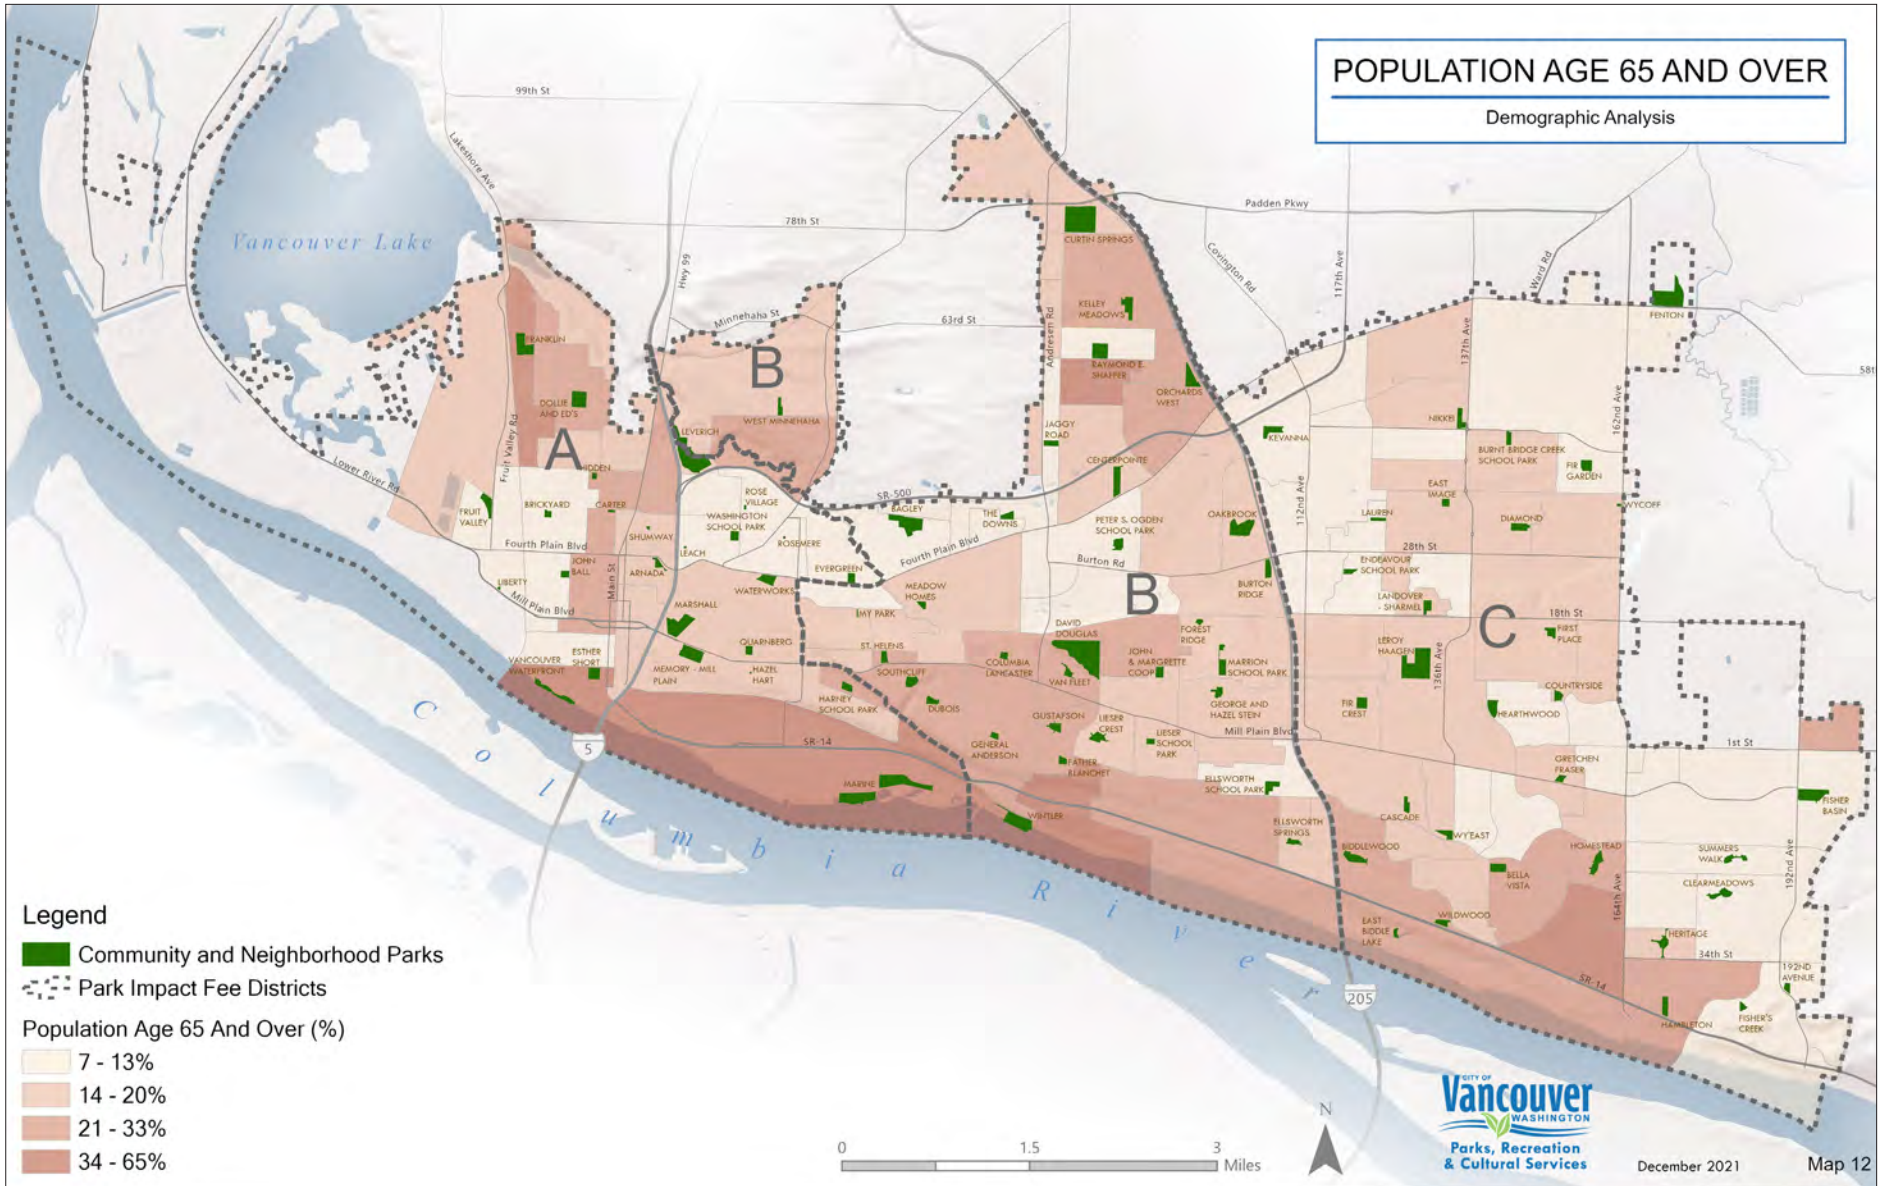 POPULATION AGE 65 AND OVER
Demographic Analysis
99th St
Lakeshore Ave
Vancouver Lake
78th St
Hwy 99
Padden Pkwy
CURTIN SPRINGS
Covington Rd
117th Ave
Ward Rd
FENTON
Minnehaha St
63rd St
Andresen Rd
KELLEY
MEADOWS
137th Ave
58th
FRANKLIN
B
RAYMOND E.
SHAFFER
ORCHARDS
WEST
162nd Ave
DOLLIE
AND ED'S
WEST MINNEHAHA
NIKKEI
Fruit Valley Rd
A
LEVERICH
JAGGY
ROAD
KEVANNA
BURNT BRIDGE CREEK
SCHOOL PARK
Lower River Rd
HIDDEN
CENTERPOINTE
FIR
GARDEN
SR-500
FRUIT
VALLEY
BRICKYARD
CARTER
ROSE
VILLAGE
WASHINGTON
SCHOOL PARK
BAGLEY
THE
DOWNS
PETER S. OGDEN
SCHOOL PARK
OAKBROOK
112nd Ave
LAUREN
EAST
IMAGE
DIAMOND
WYCOFF
SHUMWAY
Fourth Plain Blvd
LEACH
ROSEMERE
Fourth Plain Blvd
Burton Rd
28th St
JOHN
BALL
ARNADA
EVERGREEN
ENDEAVOUR
SCHOOL PARK
LIBERTY
Main St
WATERWORKS
MEADOW
HOMES
B
BURTON
RIDGE
LANDOVER
- SHARMEL
Mill Plain Blvd
MARSHALL
MY PARK
18th St
C
FIRST
PLACE
DAVID
DOUGLAS
FOREST
RIDGE
QUARNBERG
ST. HELENS
LEROY
HAAGEN
136th Ave
ESTHER
SHORT
VANCOUVER
WATERFRONT
MEMORY - MILL
PLAIN
HAZEL
HART
SOUTHCLIFF
COLUMBIA
LANCASTER
VAN FLEET
JOHN
& MARGRETTE
COOP
MARRION
SCHOOL PARK
COUNTRYSIDE
HARNEY
SCHOOL PARK
DUBOIS
GEORGE AND
HAZEL STEIN
FIR
CREST
HEARTHWOOD
GUSTAFSON
LIESER
CREST
Mill Plain Blvd
LIESER
SCHOOL
PARK
SR-14
5
GENERAL
ANDERSON
FATHER
BLANCHET
1st St
GRETCHEN
FRASER
MARINE
ELLSWORTH
SCHOOL PARK
FISHER
BASIN
WINTLER
ELLSWORTH
SPRINGS
CASCADE
WY'EAST
BIDDLEWOOD
HOMESTEAD
SUMMERS
WALK
BELLA
VISTA
CLEARMEADOWS
192nd Ave
164th Ave
WILDWOOD
EAST
BIDDLE
LAKE
HERITAGE
34th St
Columbia River
SR-14
192ND
AVENUE
205
HAMBLETON
FISHER'S
CREEK
Legend
Community and Neighborhood Parks
Park Impact Fee Districts
Population Age 65 And Over (%)
7 - 13%
14 - 20%
21 - 33%
34 - 65%
0 1.5 3
Miles
N
CITY OF
Vancouver
WASHINGTON
Parks, Recreation
& Cultural Services
December 2021
Map 12